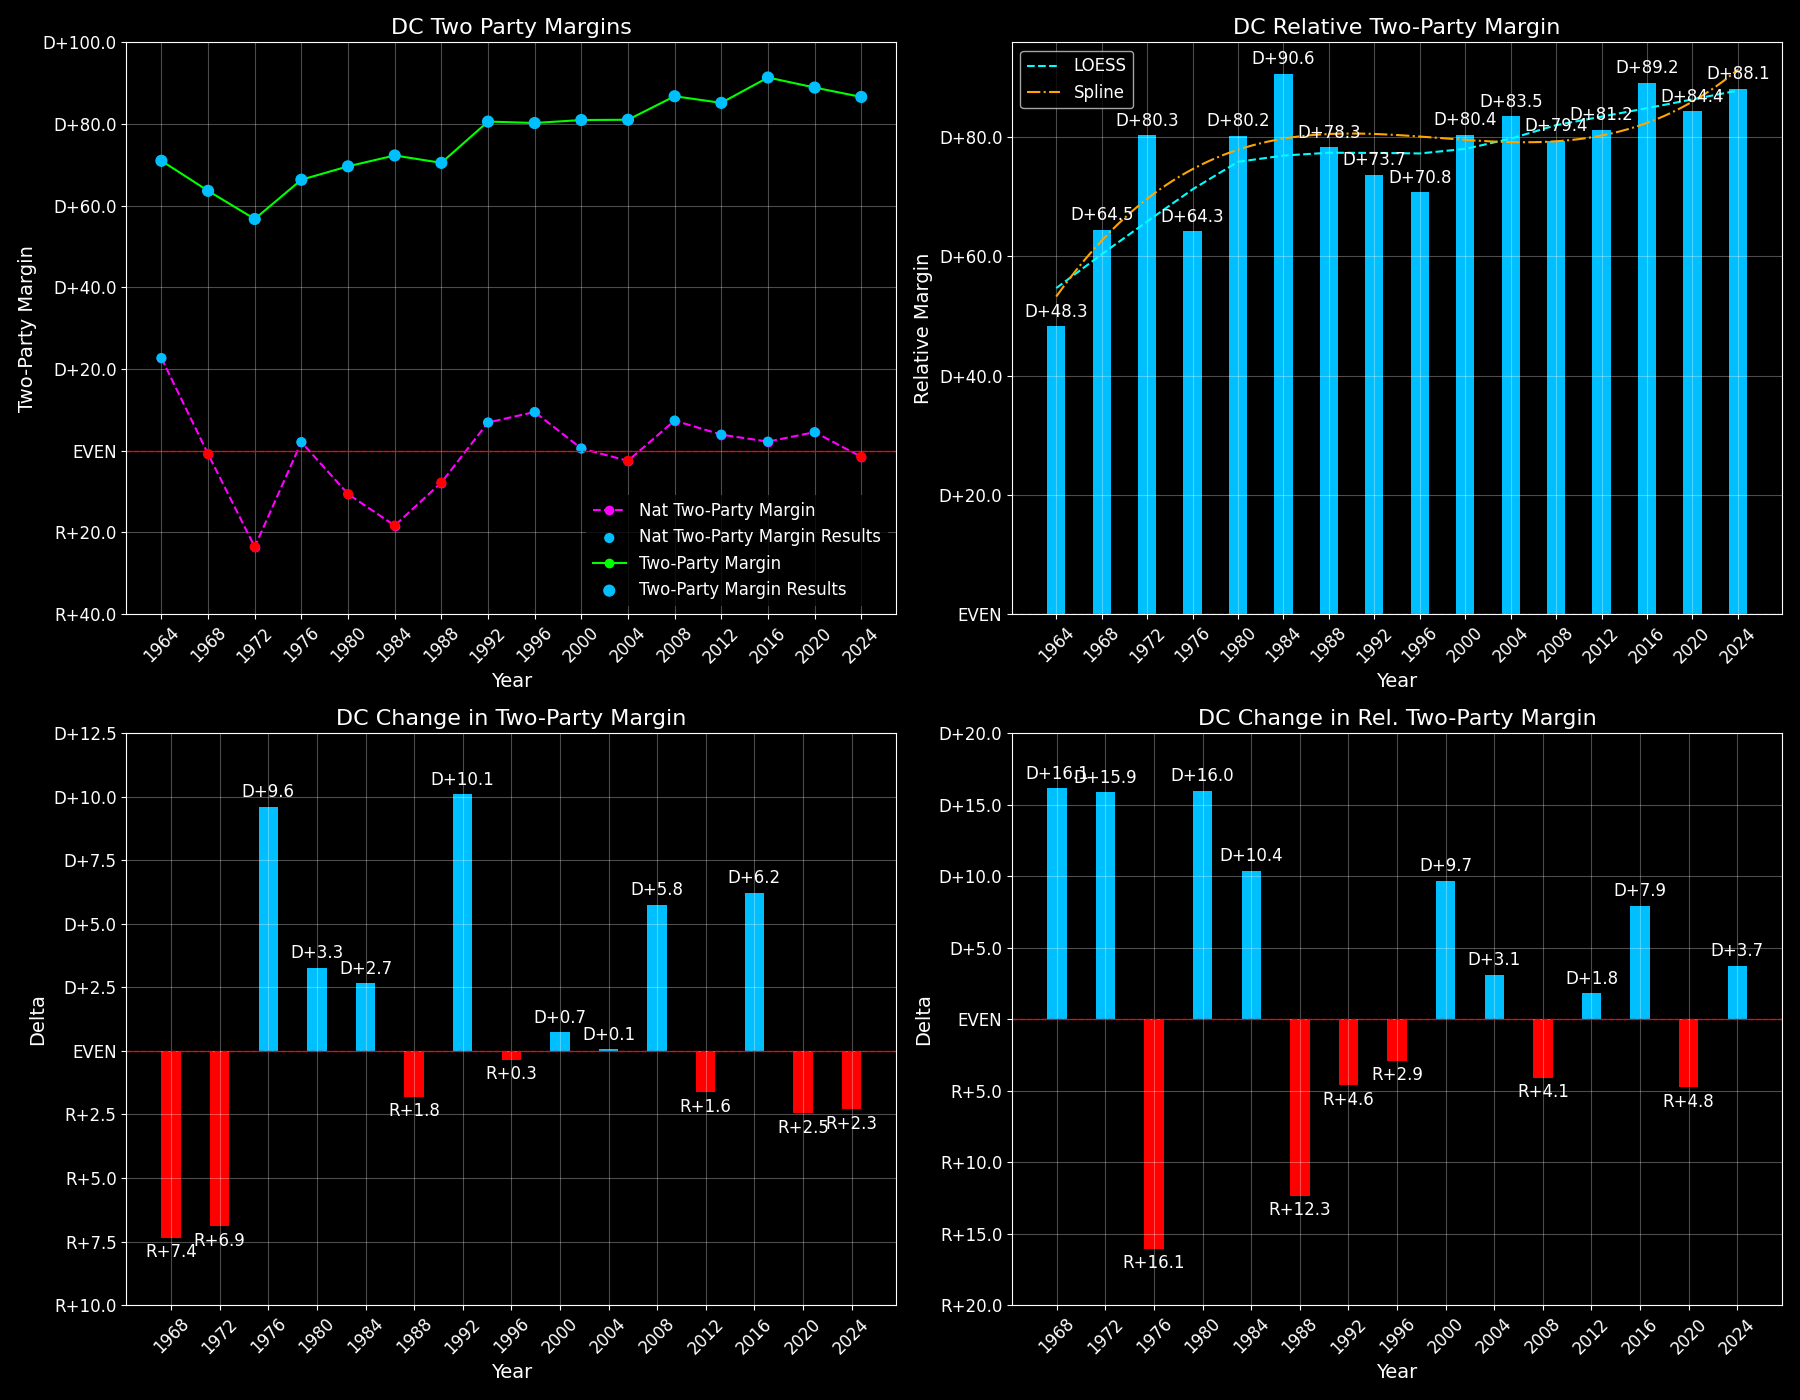 DC Two Party Margins
D+100.0
D+80.0
D+60.0
D+40.0
D+20.0
EVEN
R+20.0
R+40.0
Two-Party Margin
Nat Two-Party Margin
Nat Two-Party Margin Results
Two-Party Margin
Two-Party Margin Results
1964 1968 1972 1976 1980 1984 1988 1992 1996 2000 2004 2008 2012 2016 2020 2024
Year
DC Relative Two-Party Margin
LOESS
Spline
D+80.0
D+60.0
D+40.0
D+20.0
EVEN
Relative Margin
D+48.3 D+64.5 D+80.3 D+64.3 D+80.2 D+90.6 D+78.3 D+73.7 D+70.8 D+80.4 D+83.5 D+79.4 D+81.2 D+89.2 D+84.4 D+88.1
1964 1968 1972 1976 1980 1984 1988 1992 1996 2000 2004 2008 2012 2016 2020 2024
Year
DC Change in Two-Party Margin
D+12.5
D+10.0
D+7.5
D+5.0
D+2.5
EVEN
R+2.5
R+5.0
R+7.5
R+10.0
Delta
R+7.4 R+6.9 D+9.6 D+3.3 D+2.7 R+1.8 D+10.1 R+0.3 D+0.7 D+0.1 D+5.8 R+1.6 D+6.2 R+2.5 R+2.3
1968 1972 1976 1980 1984 1988 1992 1996 2000 2004 2008 2012 2016 2020 2024
Year
DC Change in Rel. Two-Party Margin
D+20.0
D+15.0
D+10.0
D+5.0
EVEN
R+5.0
R+10.0
R+15.0
R+20.0
Delta
D+16.1 D+15.9 R+16.1 D+16.0 D+10.4 R+12.3 R+4.6 R+2.9 D+9.7 D+3.1 R+4.1 D+1.8 D+7.9 R+4.8 D+3.7
1968 1972 1976 1980 1984 1988 1992 1996 2000 2004 2008 2012 2016 2020 2024
Year